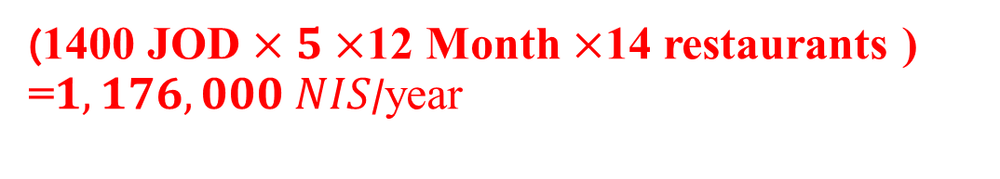 (1400 JOD × 5 ×12 Month ×14 restaurants )
=1, 176, 000 NIS/year